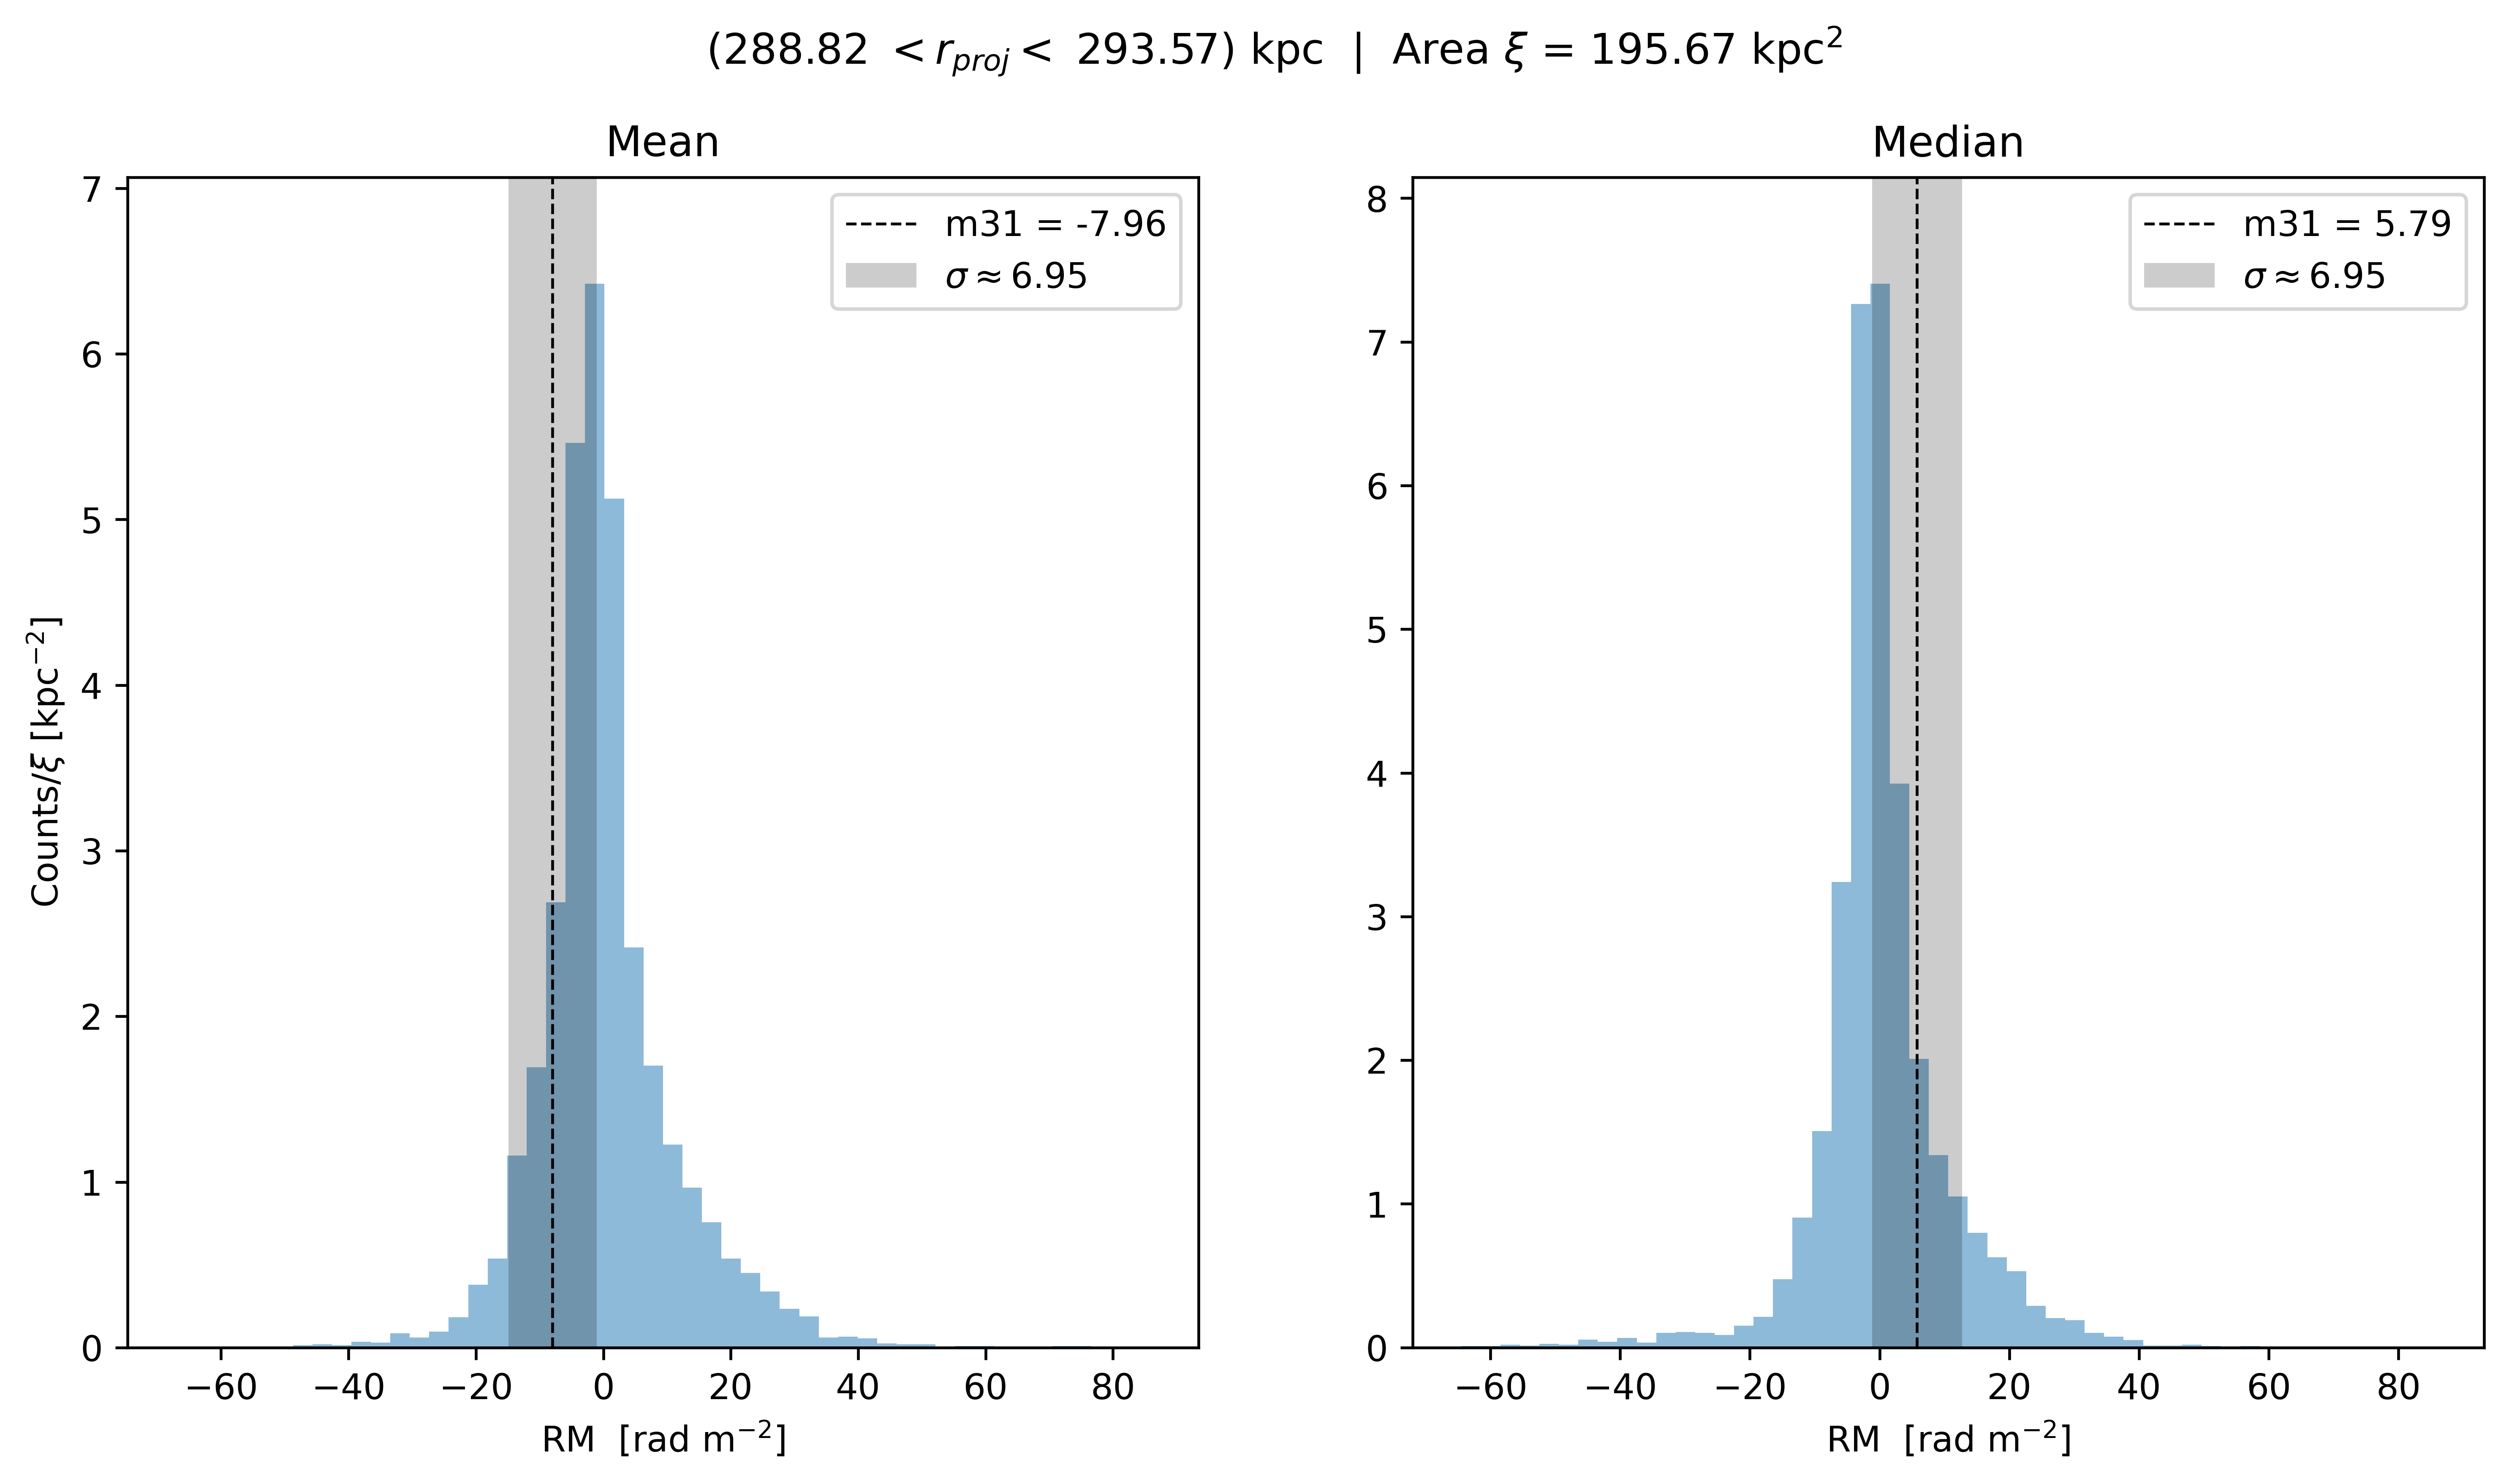 (288.82 < r_proj < 293.57) kpc | Area ξ = 195.67 kpc²
Mean
7
6
5
4
3
2
1
0
Counts/ξ [kpc⁻²]
m31 = -7.96
σ ≈ 6.95
−60 −40 −20 0 20 40 60 80
RM [rad m⁻²]
Median
8
7
6
5
4
3
2
1
0
m31 = 5.79
σ ≈ 6.95
−60 −40 −20 0 20 40 60 80
RM [rad m⁻²]